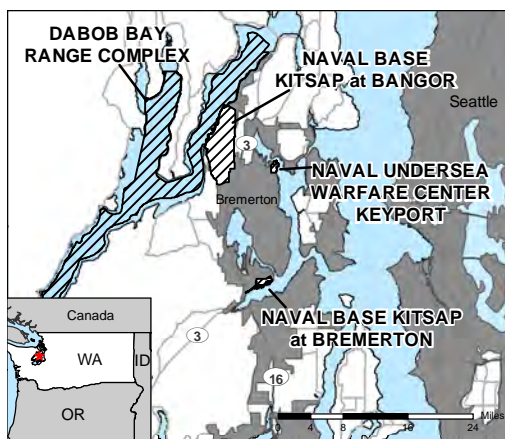 DABOB BAY
RANGE COMPLEX
NAVAL BASE
KITSAP at BANGOR
Seattle
3
NAVAL UNDERSEA
WARFARE CENTER
KEYPORT
Bremerton
NAVAL BASE KITSAP
at BREMERTON
3
16
Canada
WA
ID
OR
0
4
8
16
24
Miles